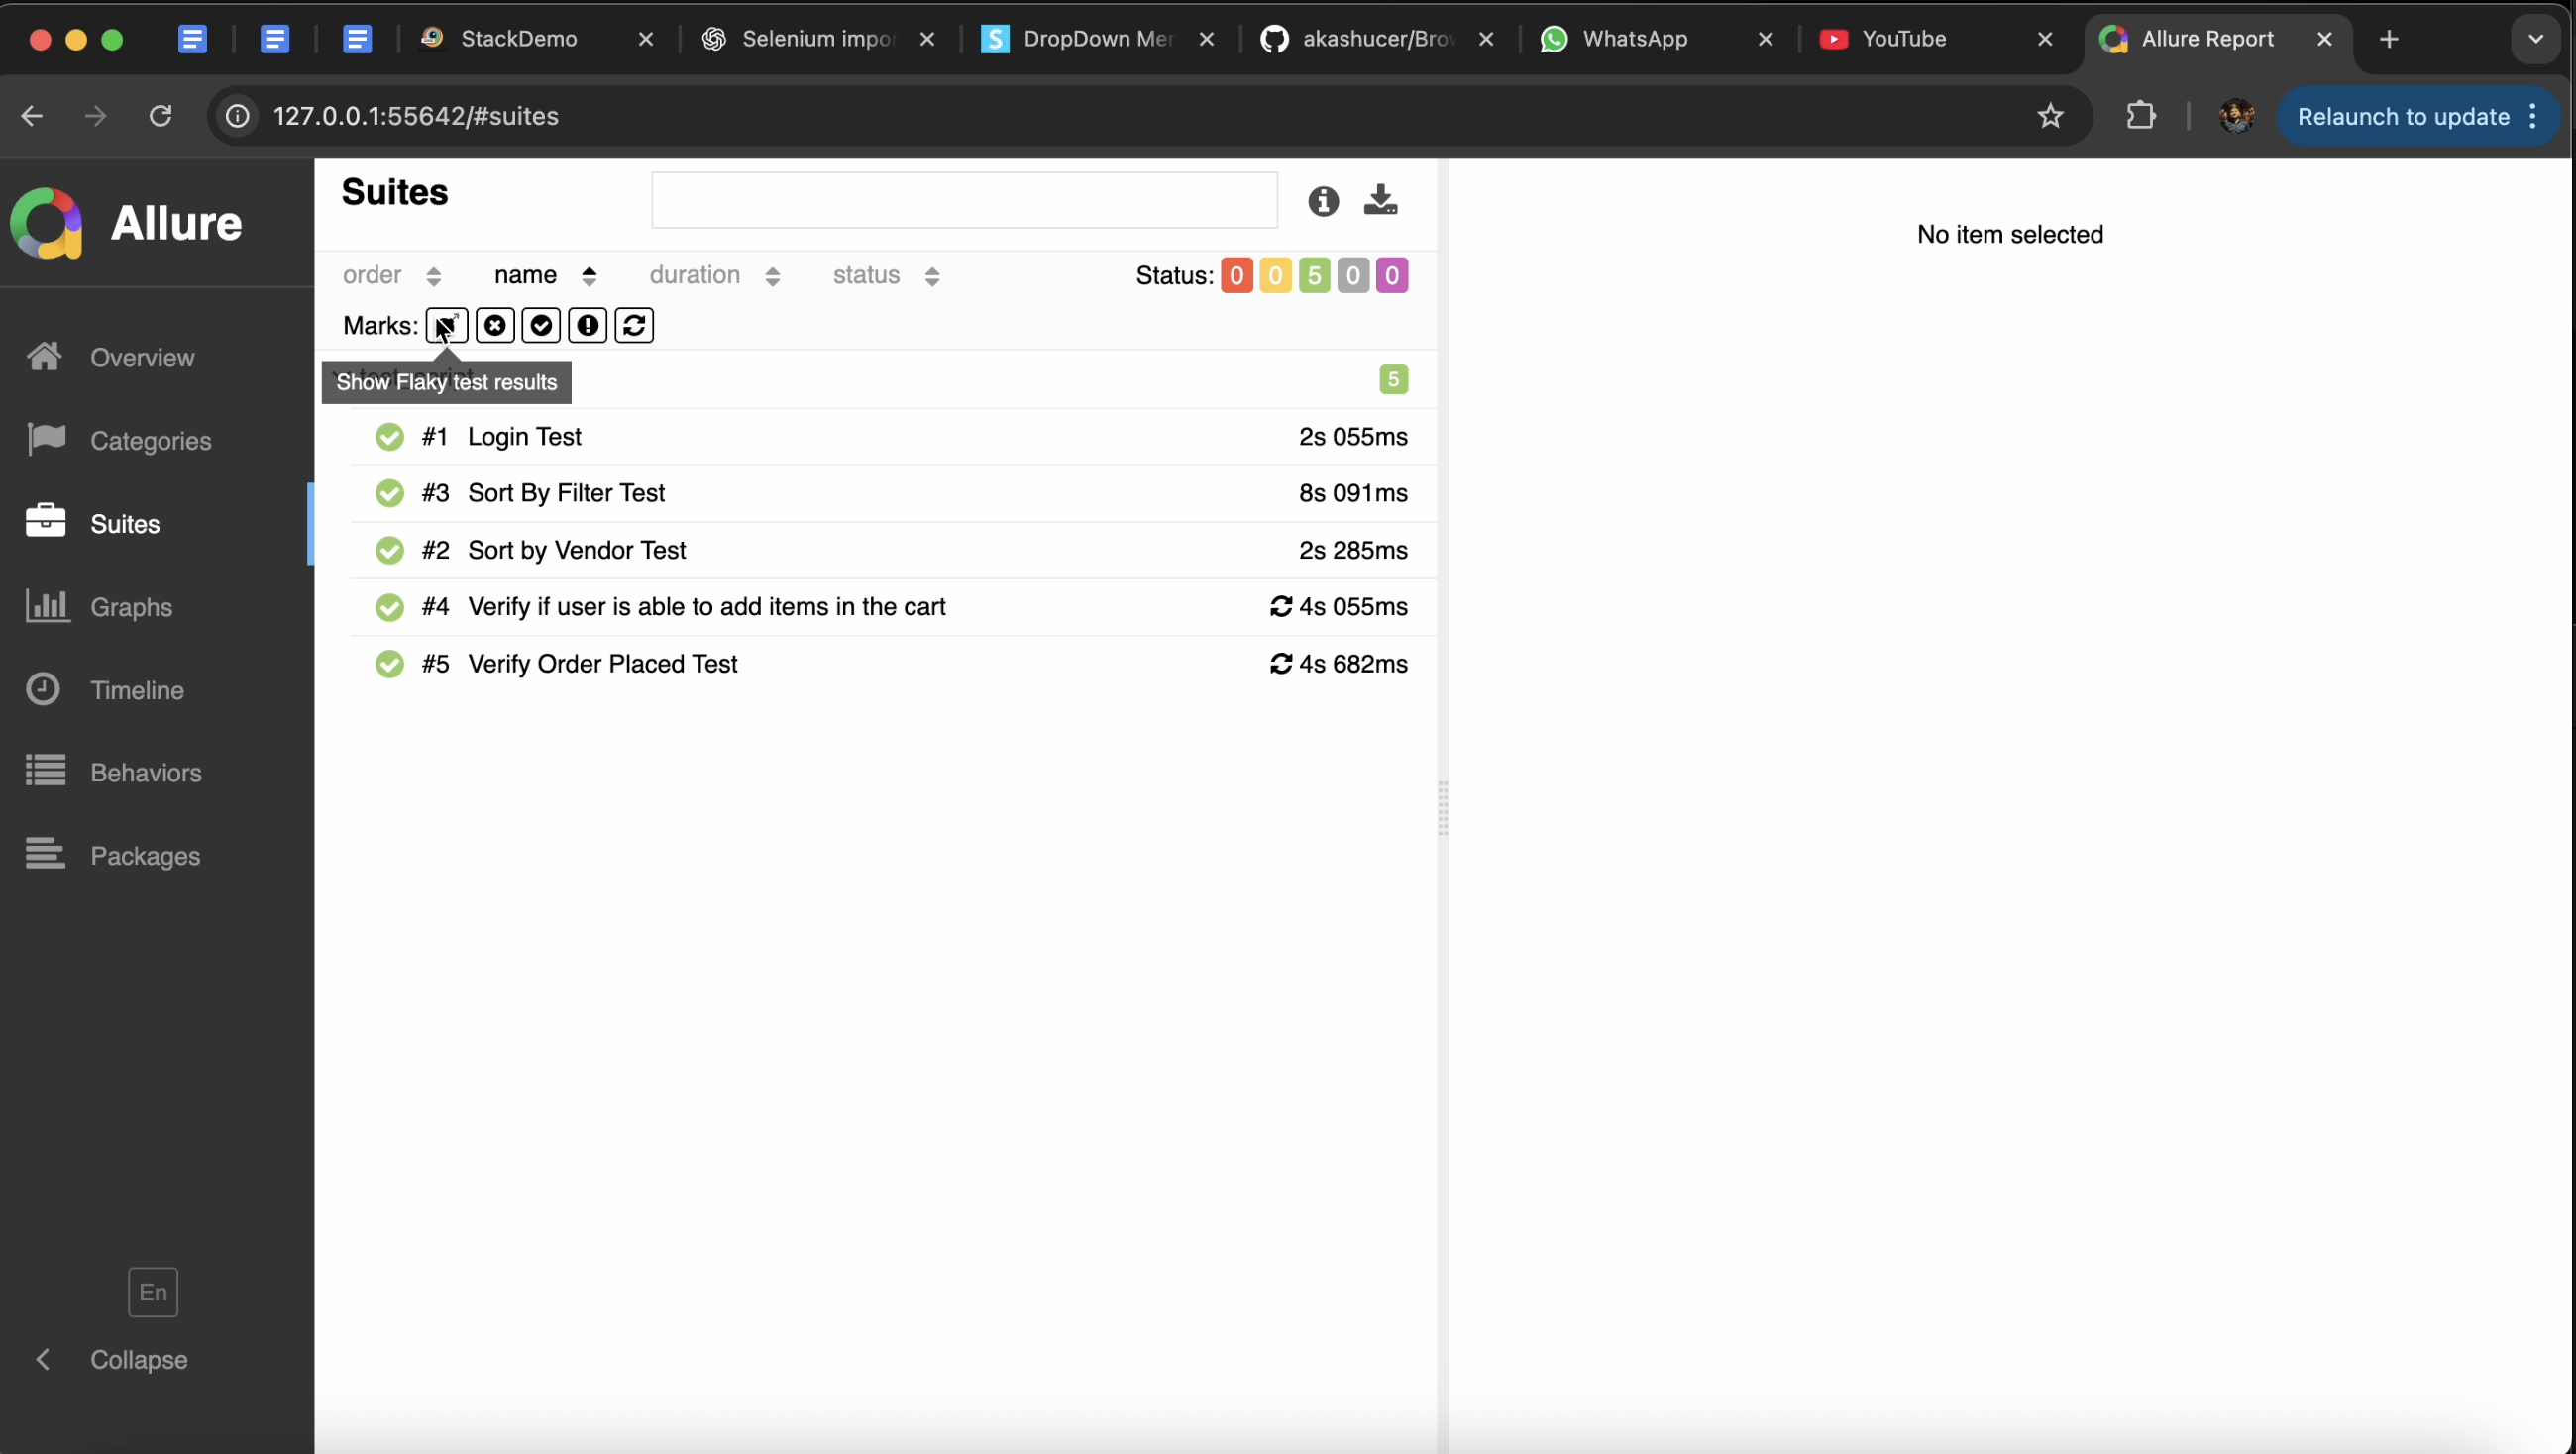 StackDemo
Selenium impor
DropDown Mer
akashucer/Brow
WhatsApp
YouTube
Allure Report
127.0.0.1:55642/#suites
Relaunch to update
Allure
Overview
Categories
Suites
Graphs
Timeline
Behaviors
Packages
En
Collapse
Suites
order name duration status Status: 0 0 5 0 0
Marks:
Show Flaky test results
5
#1 Login Test 2s 055ms
#3 Sort By Filter Test 8s 091ms
#2 Sort by Vendor Test 2s 285ms
#4 Verify if user is able to add items in the cart 4s 055ms
#5 Verify Order Placed Test 4s 682ms
No item selected